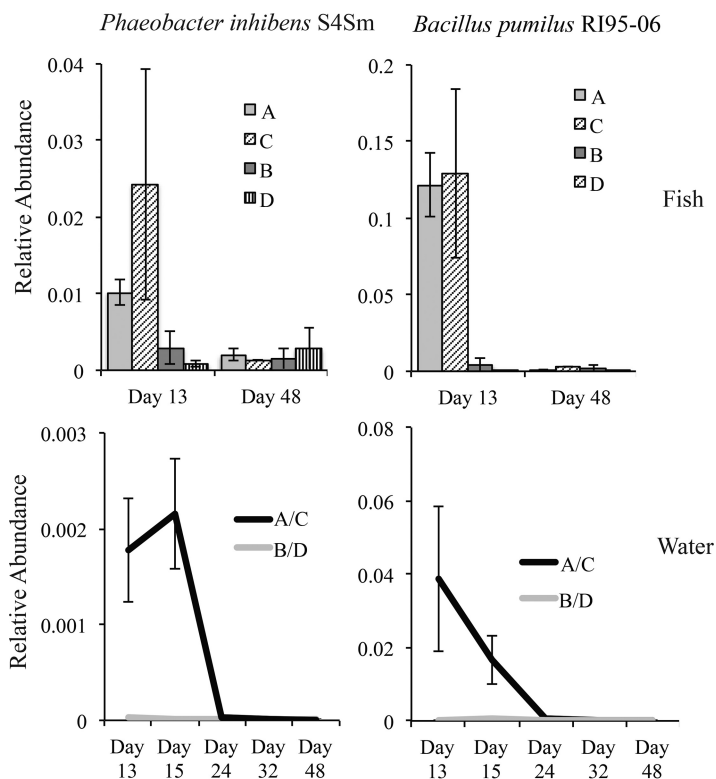 Phaeobacter inhibens S4Sm
Bacillus pumilus RI95-06
Relative Abundance
0.04
0.03
0.02
0.01
0
A
C
B
D
Day 13
Day 48
0.2
0.15
0.1
0.05
0
A
C
B
D
Day 13
Day 48
Fish
Relative Abundance
0.003
0.002
0.001
0
A/C
B/D
Day 13
Day 15
Day 24
Day 32
Day 48
0.08
0.06
0.04
0.02
0
A/C
B/D
Day 13
Day 15
Day 24
Day 32
Day 48
Water